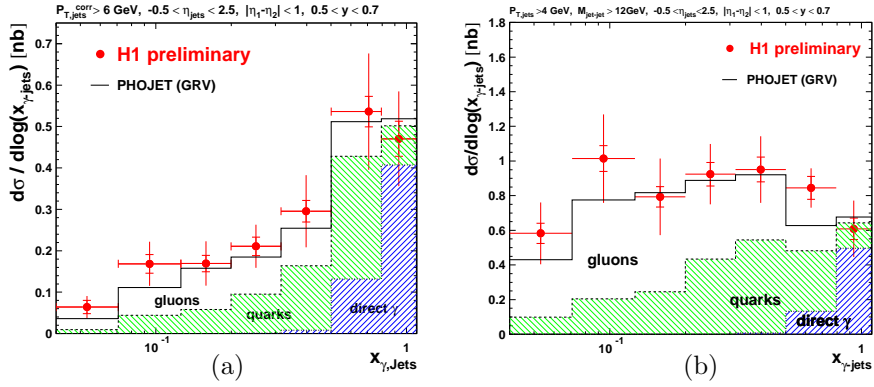 P_T,jets^corr > 6 GeV, -0.5 < η_jets < 2.5, |η_1-η_2| < 1, 0.5 < y < 0.7
dσ / dlog(x_γ,jets) [nb]
0.7
0.6
0.5
0.4
0.3
0.2
0.1
0
H1 preliminary
PHOJET (GRV)
gluons
quarks
direct γ
10^-1
1
x_γ,Jets
(a)
P_T,jets >4 GeV, M_jet-jet > 12GeV, -0.5<η_jets<2.5, |η_1-η_2| < 1, 0.5 < y < 0.7
dσ/dlog(x_γ-jets) [nb]
1.8
1.6
1.4
1.2
1
0.8
0.6
0.4
0.2
0
H1 preliminary
PHOJET (GRV)
gluons
quarks
direct γ
10^-1
1
x_γ-jets
(b)